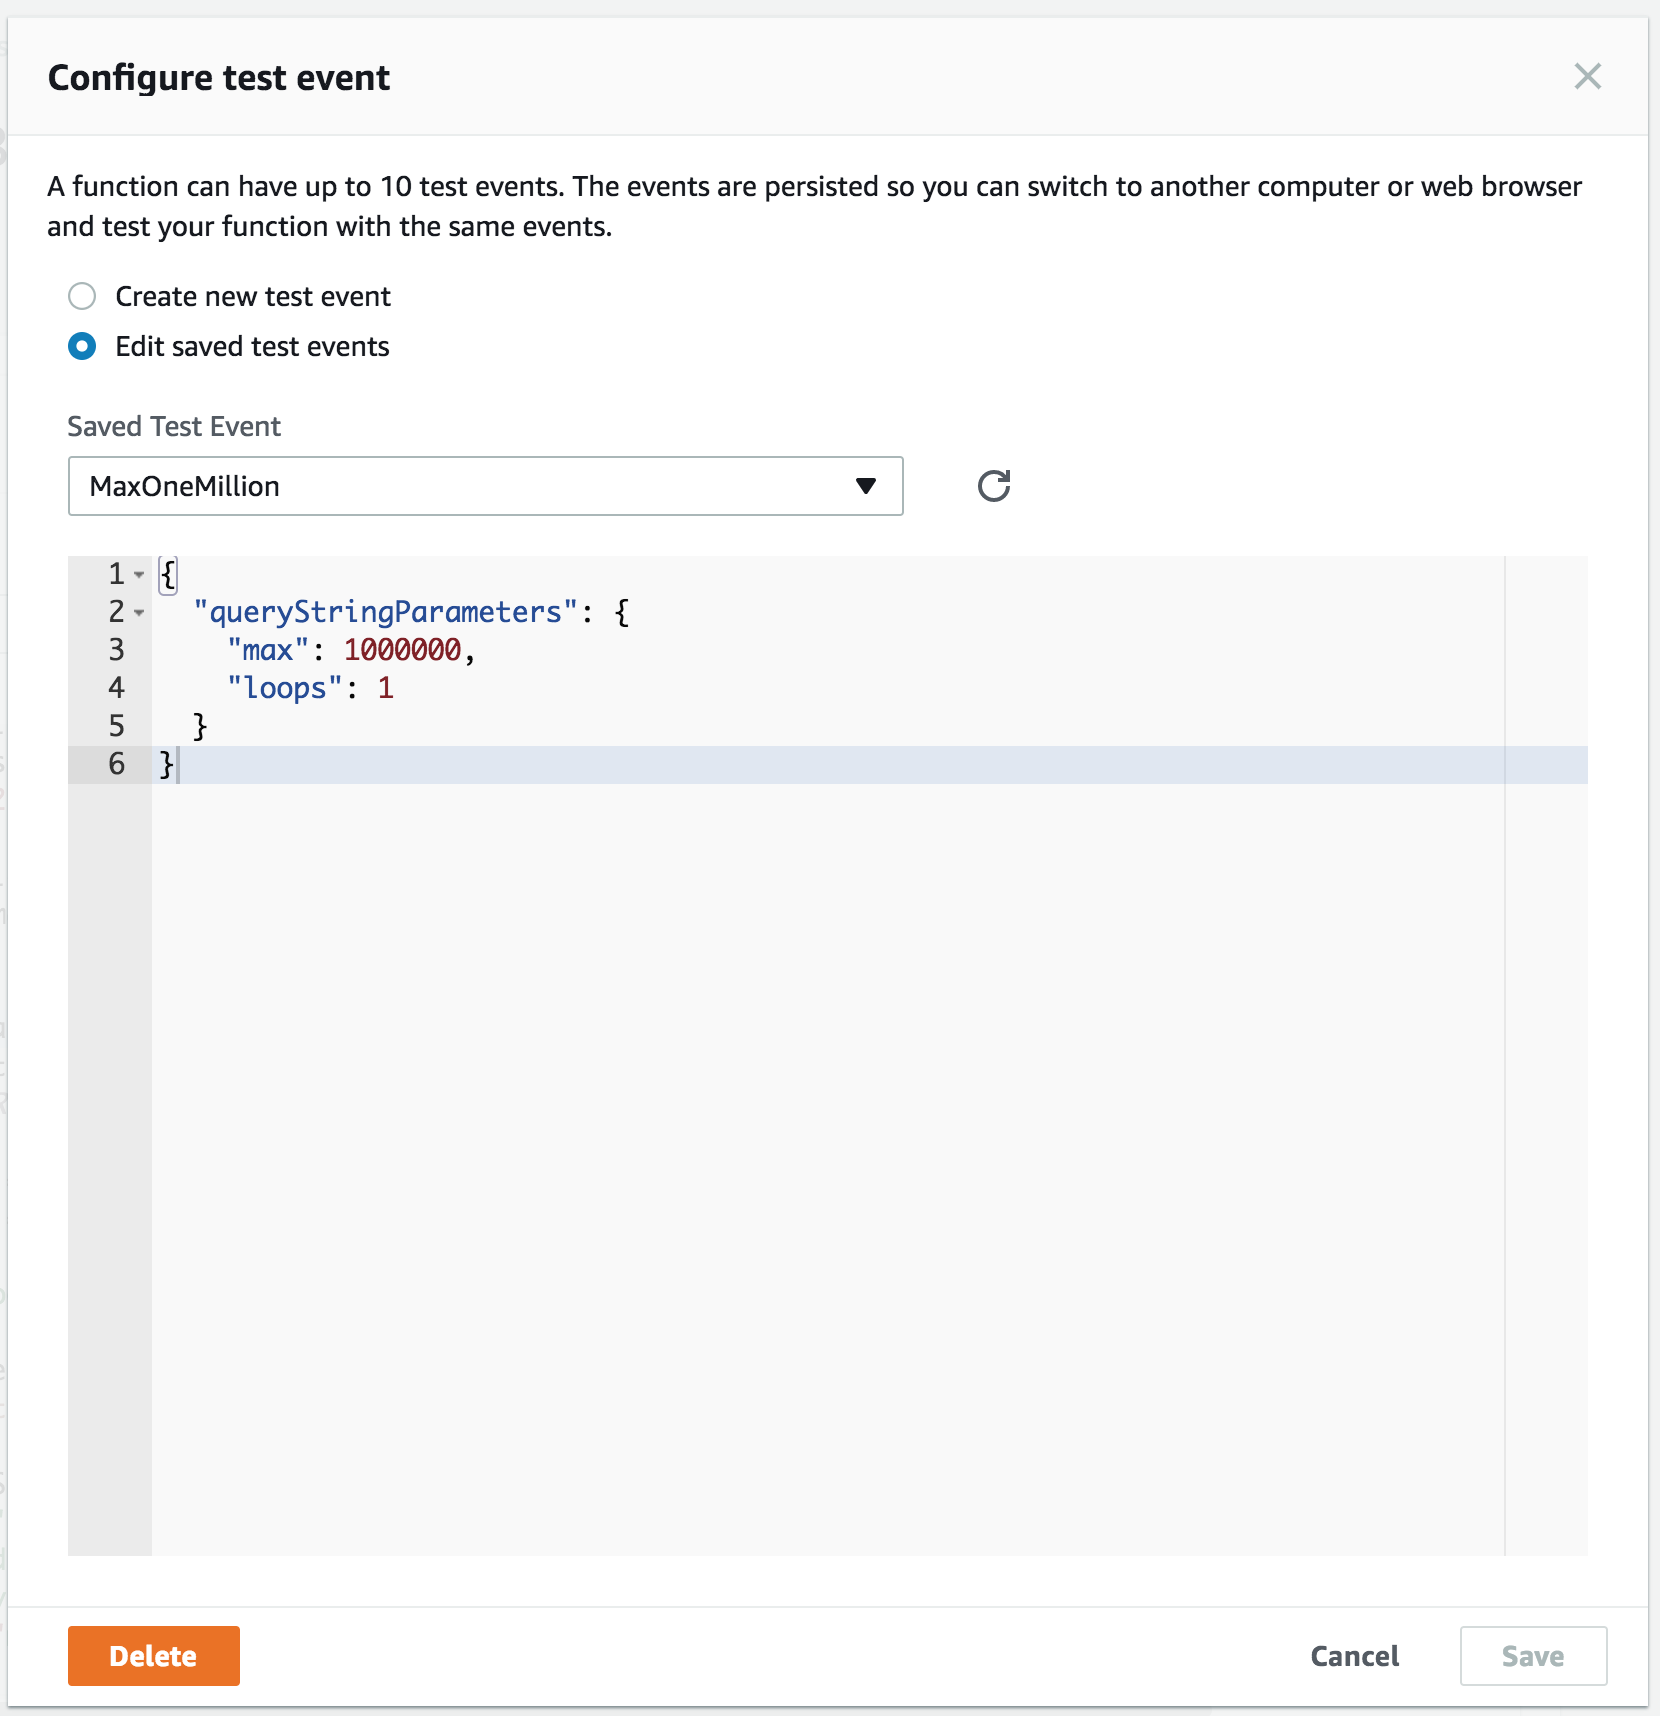 Configure test event
A function can have up to 10 test events. The events are persisted so you can switch to another computer or web browser
and test your function with the same events.
Create new test event
Edit saved test events
Saved Test Event
MaxOneMillion
1 {
2 "queryStringParameters": {
3 "max": 1000000,
4 "loops": 1
5 }
6 }
Delete
Cancel
Save